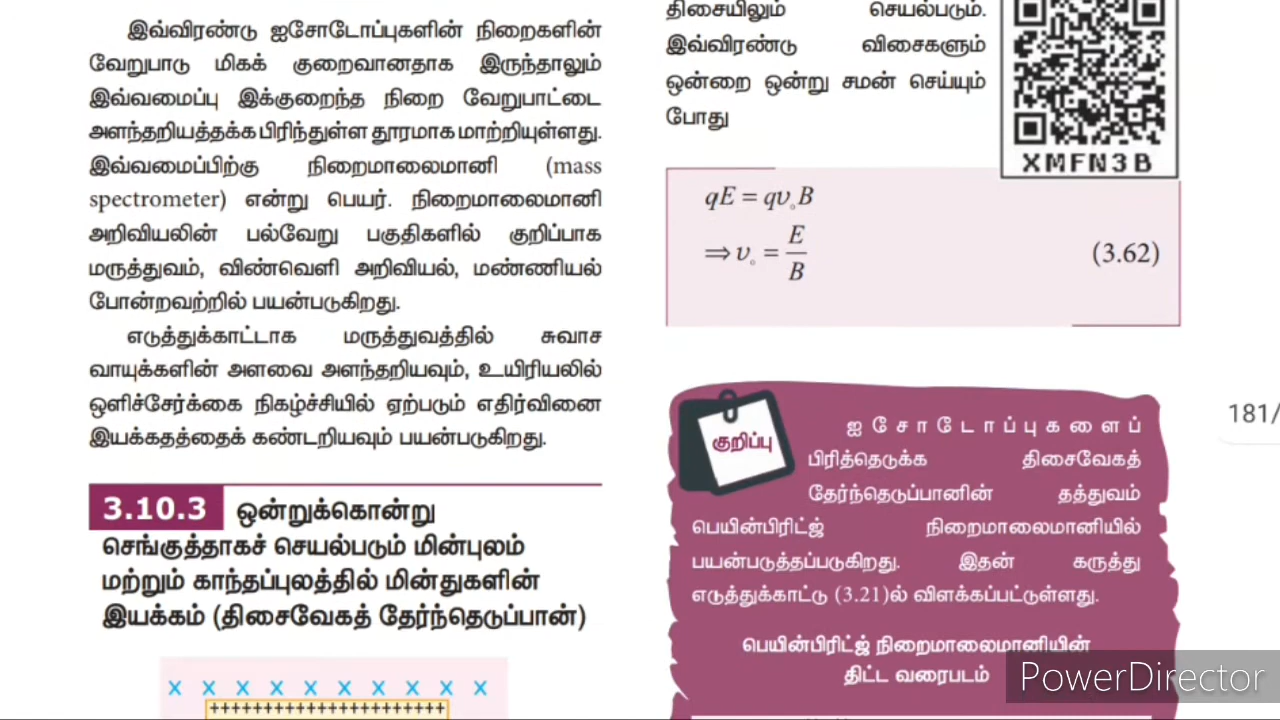 இவ்விரண்டு ஐசோடோப்புகளின் நிறைகளின்
வேறுபாடு மிகக் குறைவானதாக இருந்தாலும்
இவ்வமைப்பு இக்குறைந்த நிறை வேறுபாட்டை
அளந்தறியத்தக்க பிரிந்துள்ள தூரமாக மாற்றியுள்ளது.
இவ்வமைப்பிற்கு நிறைமாலைமானி (mass
spectrometer) என்று பெயர். நிறைமாலைமானி
அறிவியலின் பல்வேறு பகுதிகளில் குறிப்பாக
மருத்துவம், விண்வெளி அறிவியல், மண்ணியல்
போன்றவற்றில் பயன்படுகிறது.
எடுத்துக்காட்டாக மருத்துவத்தில் சுவாச
வாயுக்களின் அளவை அளந்தறியவும், உயிரியலில்
ஒளிச்சேர்க்கை நிகழ்ச்சியில் ஏற்படும் எதிர்வினை
இயக்கதத்தைக் கண்டறியவும் பயன்படுகிறது.
3.10.3 ஒன்றுக்கொன்று
செங்குத்தாகச் செயல்படும் மின்புலம்
மற்றும் காந்தப்புலத்தில் மின்துகளின்
இயக்கம் (திசைவேகத் தேர்ந்தெடுப்பான்)
x x x x x x x x x x
++++++++++++++++++++++
திசையிலும் செயல்படும்.
இவ்விரண்டு விசைகளும்
ஒன்றை ஒன்று சமன் செய்யும்
போது
XMFN3B
qE = qυ₀B
⇒ υ₀ = E/B (3.62)
குறிப்பு
ஐசோடோப்புகளைப்
பிரித்தெடுக்க திசைவேகத்
தேர்ந்தெடுப்பானின் தத்துவம்
பெயின்பிரிட்ஜ் நிறைமாலைமானியில்
பயன்படுத்தப்படுகிறது. இதன் கருத்து
எடுத்துக்காட்டு (3.21)ல் விளக்கப்பட்டுள்ளது.
பெயின்பிரிட்ஜ் நிறைமாலைமானியின்
திட்ட வரைபடம்
181/
PowerDirector